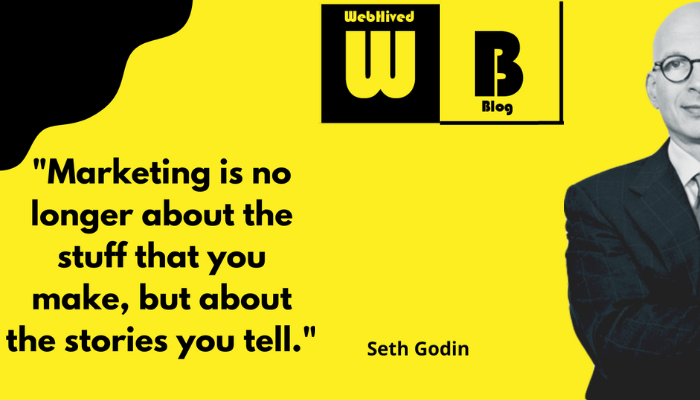 WebHived
W
B
Blog
"Marketing is no
longer about the
stuff that you
make, but about
the stories you tell."
Seth Godin